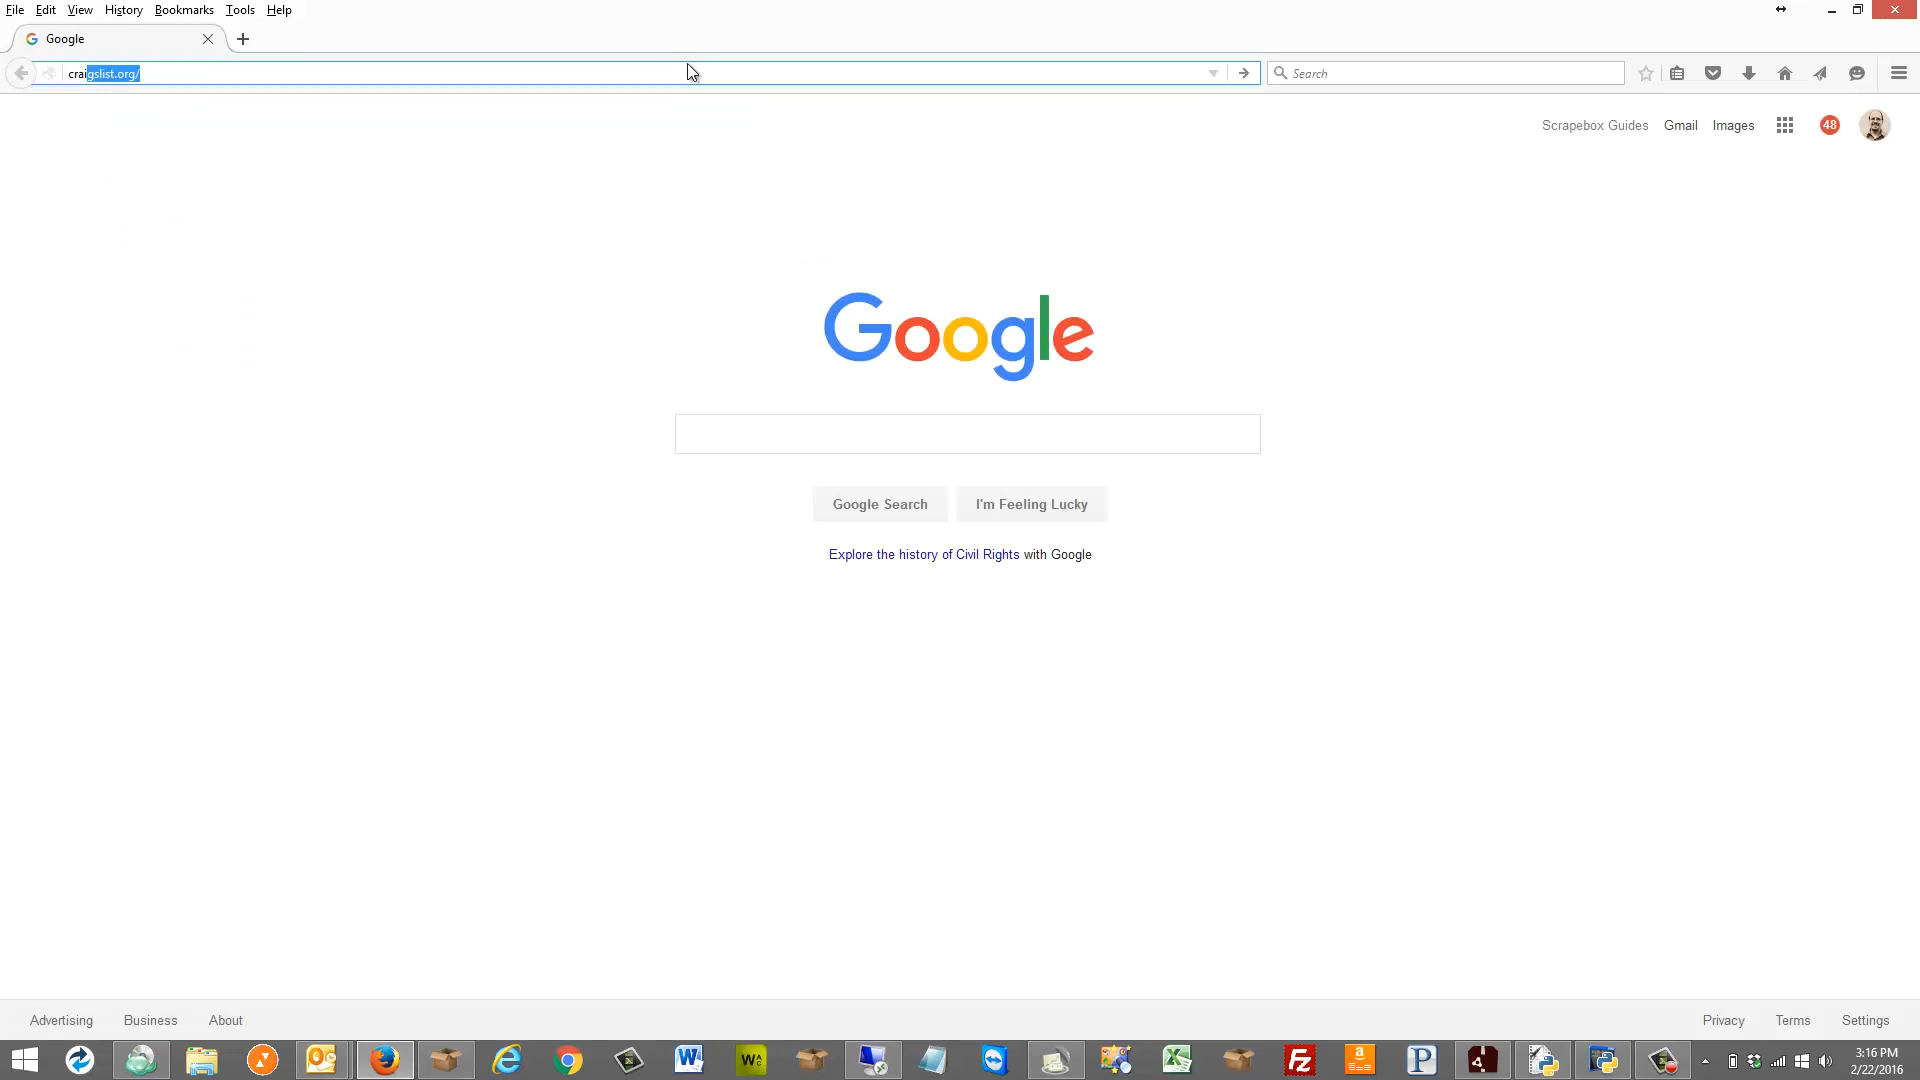 File Edit View History Bookmarks Tools Help
Google
craigslist.org/
Search
Scrapebox Guides Gmail Images 48
Google
Google Search I'm Feeling Lucky
Explore the history of Civil Rights with Google
Advertising Business About Privacy Terms Settings
3:16 PM
2/22/2016